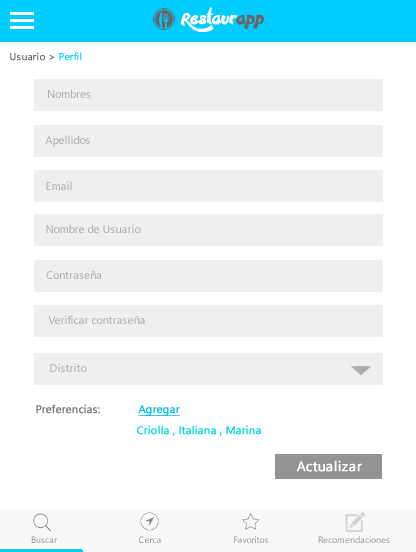 Restaurapp
Usuario > Perfil
Nombres
Apellidos
Email
Nombre de Usuario
Contraseña
Verificar contraseña
Distrito
Preferencias: Agregar
Criolla , Italiana , Marina
Actualizar
Buscar Cerca Favoritos Recomendaciones